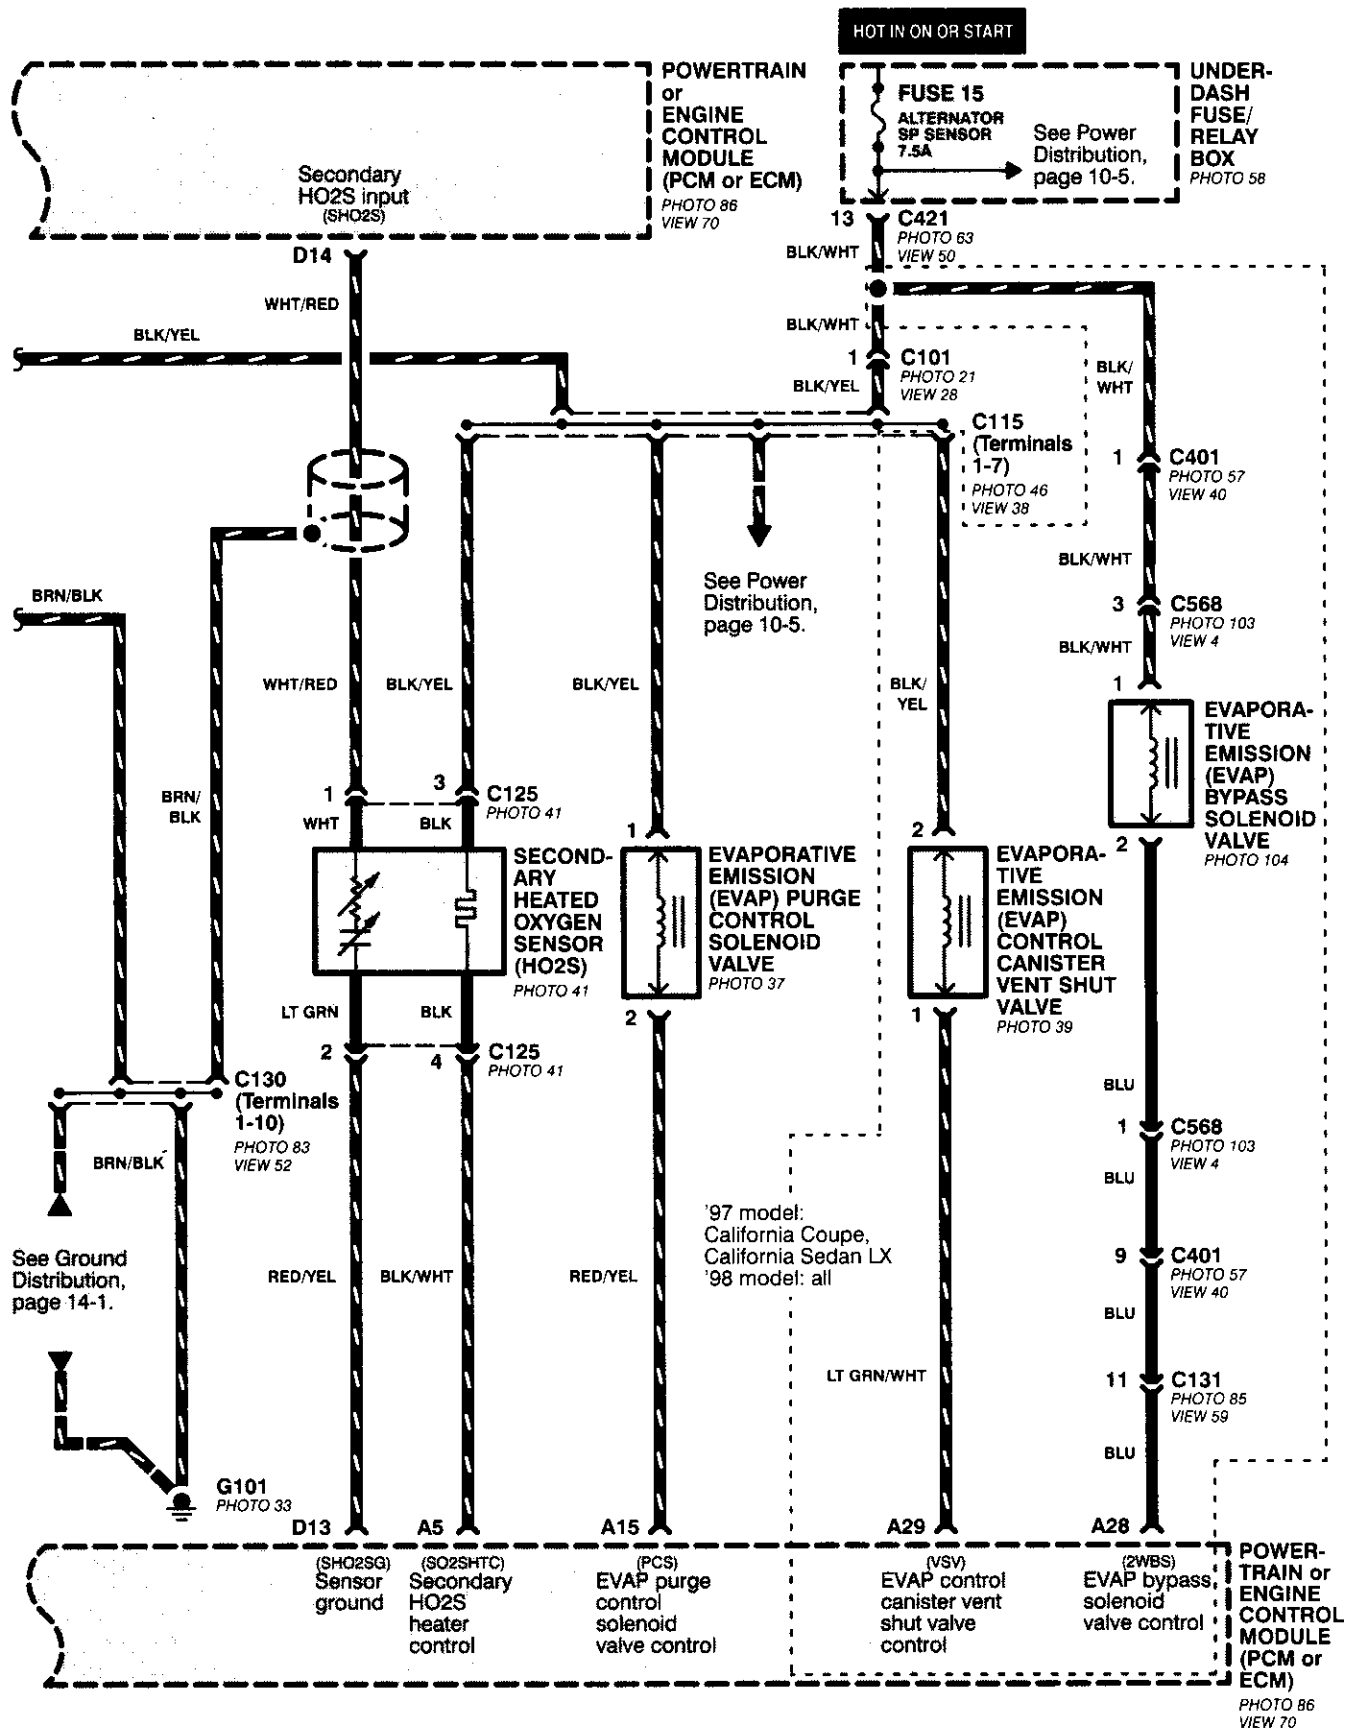 HOT IN ON OR START
POWERTRAIN
or
ENGINE
CONTROL
MODULE
(PCM or ECM)
PHOTO 86
VIEW 70
Secondary
HO2S input
(SHO2S)
FUSE 15
ALTERNATOR
SP SENSOR
7.5A
See Power
Distribution,
page 10-5.
UNDER-
DASH
FUSE/
RELAY
BOX
PHOTO 58
13
C421
PHOTO 63
VIEW 50
BLK/WHT
D14
WHT/RED
BLK/YEL
BLK/WHT
1
C101
PHOTO 21
VIEW 28
BLK/YEL
BLK/
WHT
C115
(Terminals
1-7)
PHOTO 46
VIEW 38
1
C401
PHOTO 57
VIEW 40
BLK/WHT
See Power
Distribution,
page 10-5.
BRN/BLK
3
C568
PHOTO 103
VIEW 4
BLK/WHT
WHT/RED
BLK/YEL
BLK/YEL
BLK/
YEL
1
EVAPORA-
TIVE
EMISSION
(EVAP)
BYPASS
SOLENOID
VALVE
PHOTO 104
2
BRN/
BLK
1
3
C125
PHOTO 41
WHT
BLK
1
2
SECOND-
ARY
HEATED
OXYGEN
SENSOR
(HO2S)
PHOTO 41
EVAPORATIVE
EMISSION
(EVAP) PURGE
CONTROL
SOLENOID
VALVE
PHOTO 37
EVAPORA-
TIVE
EMISSION
(EVAP)
CONTROL
CANISTER
VENT SHUT
VALVE
PHOTO 39
LT GRN
BLK
2
1
2
4
C125
PHOTO 41
C130
(Terminals
1-10)
PHOTO 83
VIEW 52
BRN/BLK
BLU
1
C568
PHOTO 103
VIEW 4
BLU
'97 model:
California Coupe,
California Sedan LX
'98 model: all
See Ground
Distribution,
page 14-1.
RED/YEL
BLK/WHT
RED/YEL
9
C401
PHOTO 57
VIEW 40
BLU
LT GRN/WHT
11
C131
PHOTO 85
VIEW 59
BLU
G101
PHOTO 33
D13
A5
A15
A29
A28
(SHO2SG)
Sensor
ground
(SO2SHTC)
Secondary
HO2S
heater
control
(PCS)
EVAP purge
control
solenoid
valve control
(VSV)
EVAP control
canister vent
shut valve
control
(2WBS)
EVAP bypass
solenoid
valve control
POWER-
TRAIN or
ENGINE
CONTROL
MODULE
(PCM or
ECM)
PHOTO 86
VIEW 70